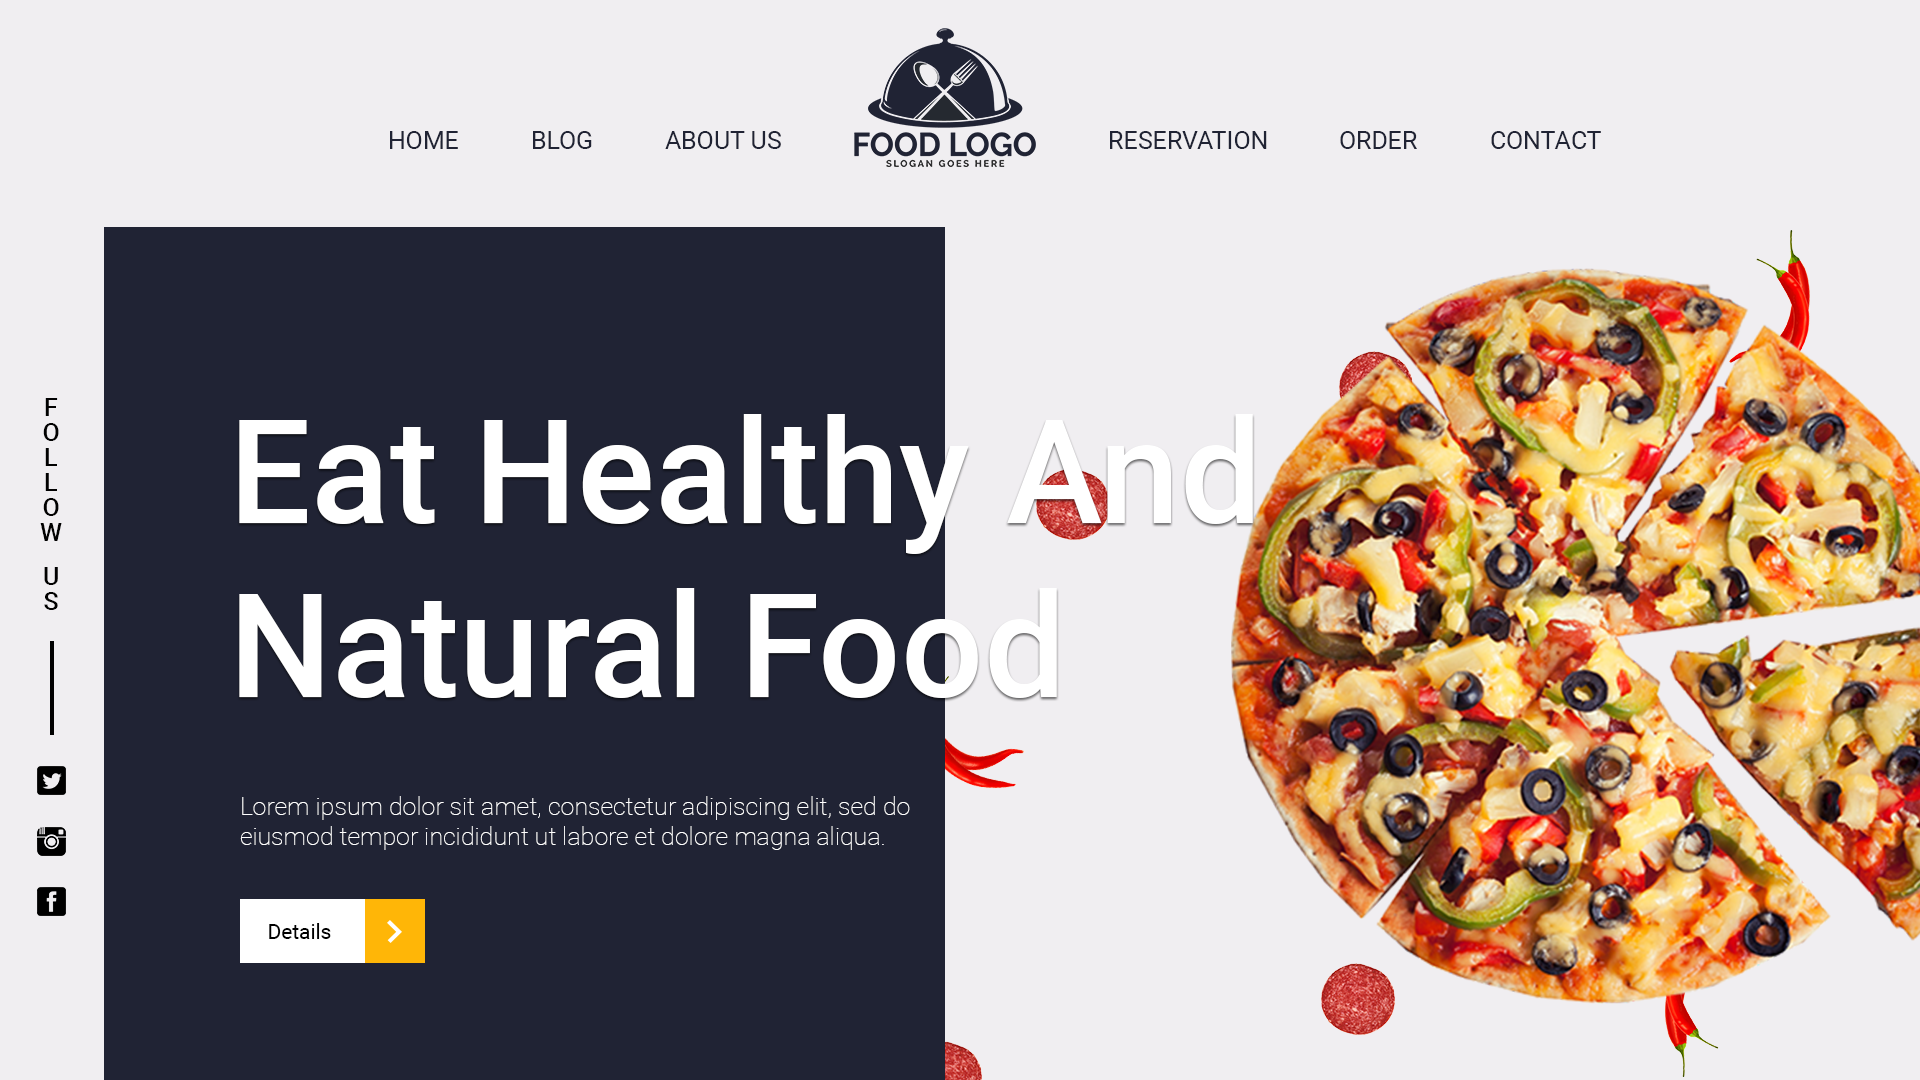 FOOD LOGO
SLOGAN GOES HERE
HOME
BLOG
ABOUT US
RESERVATION
ORDER
CONTACT
FOLLOW US
Eat Healthy And
Natural Food
Lorem ipsum dolor sit amet, consectetur adipiscing elit, sed do
eiusmod tempor incididunt ut labore et dolore magna aliqua.
Details